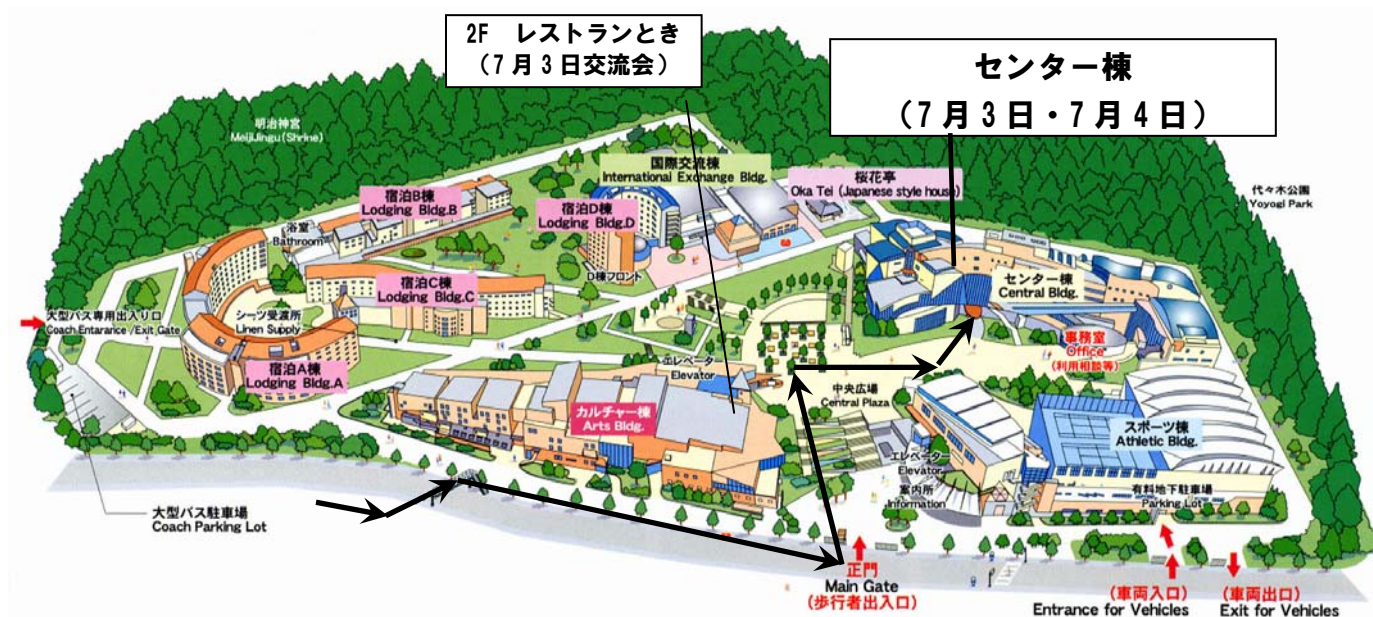 2F レストランとき
(7月3日交流会)
センター棟
(7月3日・7月4日)
明治神宮
MeijiJingu(Shrine)
国際交流棟
International Exchange Bldg.
桜花亭
Oka Tei (Japanese style house)
代々木公園
Yoyogi Park
宿泊B棟
Lodging Bldg.B
宿泊D棟
Lodging Bldg.D
浴室
Bathroom
D棟フロント
センター棟
Central Bldg.
宿泊C棟
Lodging Bldg.C
大型バス専用出入り口
Coach Entarance/Exit Gate
シーツ受渡所
Linen Supply
事務室
Office
(利用相談等)
エレベータ
Elevator
宿泊A棟
Lodging Bldg.A
中央広場
Central Plaza
カルチャー棟
Arts Bldg.
スポーツ棟
Athletic Bldg.
エレベーター
Elevator
案内所
Information
有料地下駐車場
Parking Lot
大型バス駐車場
Coach Parking Lot
正門
Main Gate
(歩行者出入口)
(車両入口)
Entrance for Vehicles
(車両出口)
Exit for Vehicles